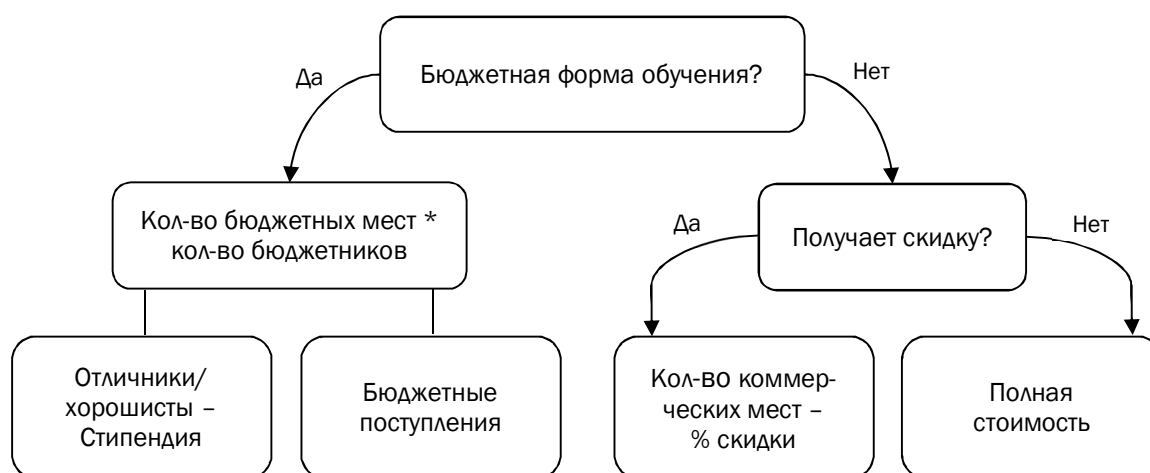 Бюджетная форма обучения?
Да
Нет
Кол-во бюджетных мест *
кол-во бюджетников
Да
Получает скидку?
Нет
Отличники/
хорошисты –
Стипендия
Бюджетные
поступления
Кол-во коммер-
ческих мест –
% скидки
Полная
стоимость